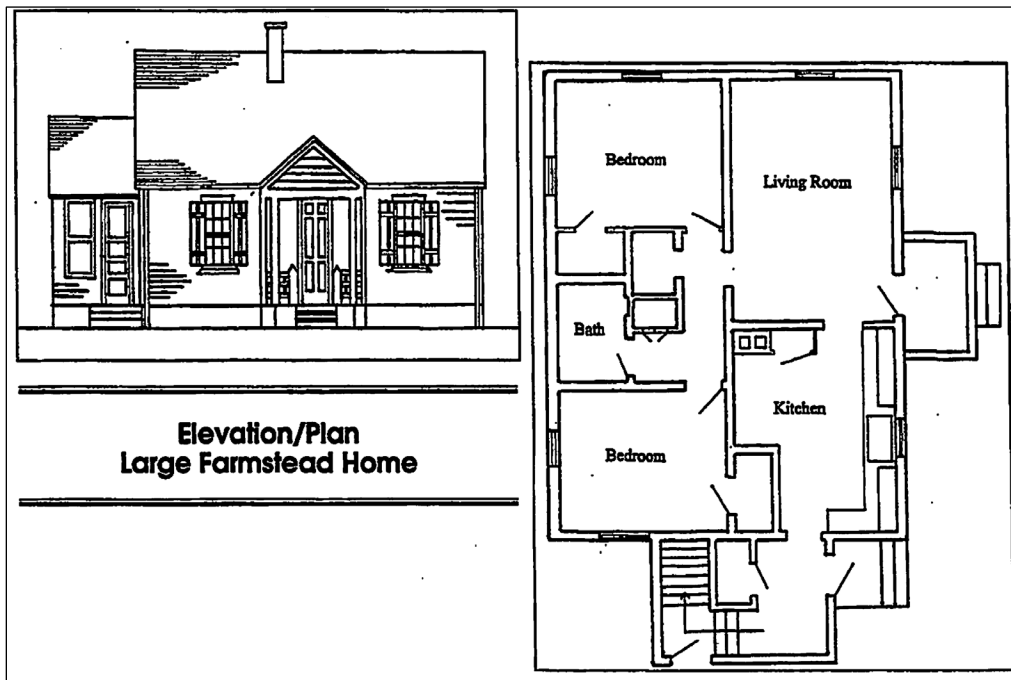 Elevation/Plan
Large Farmstead Home
Bedroom
Living Room
Bath
Kitchen
Bedroom